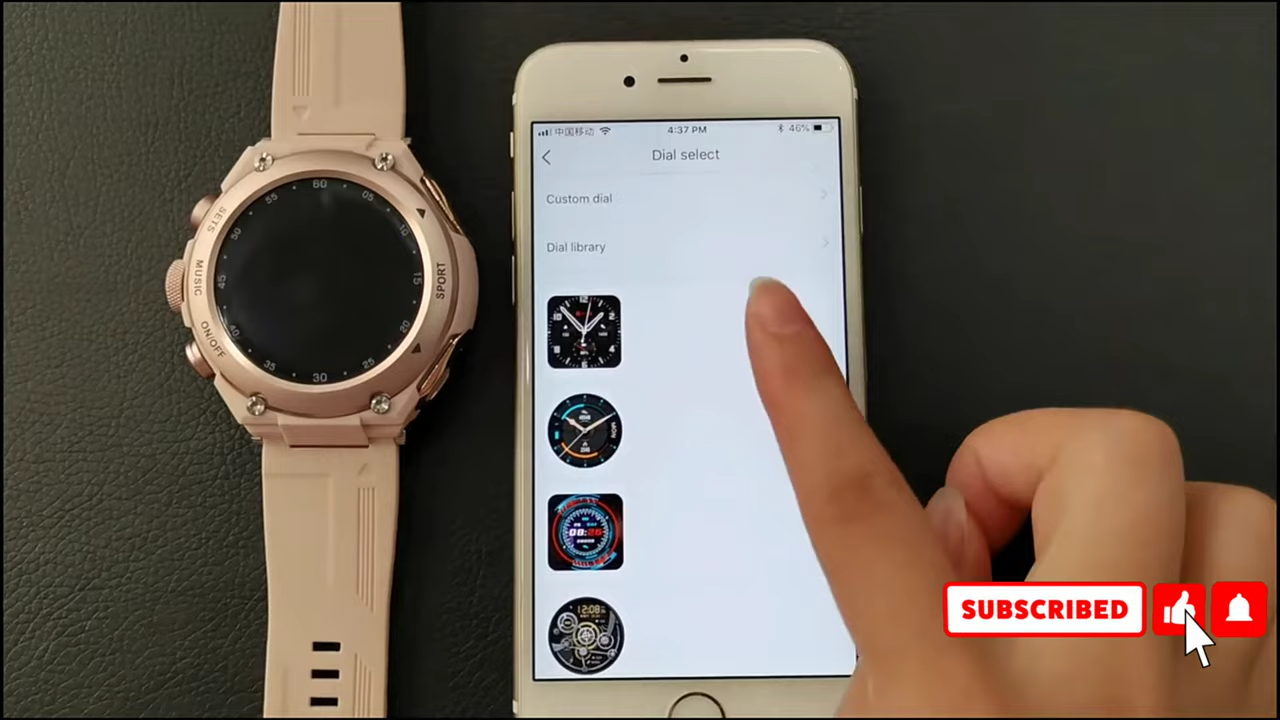 60
05
10
15
20
25
30
35
40
45
50
55
SETS
MUSIC
ON/OFF
SPORT
中国移动
4:37 PM
46%
Dial select
Custom dial
Dial library
08:26
12:08
SUBSCRIBED